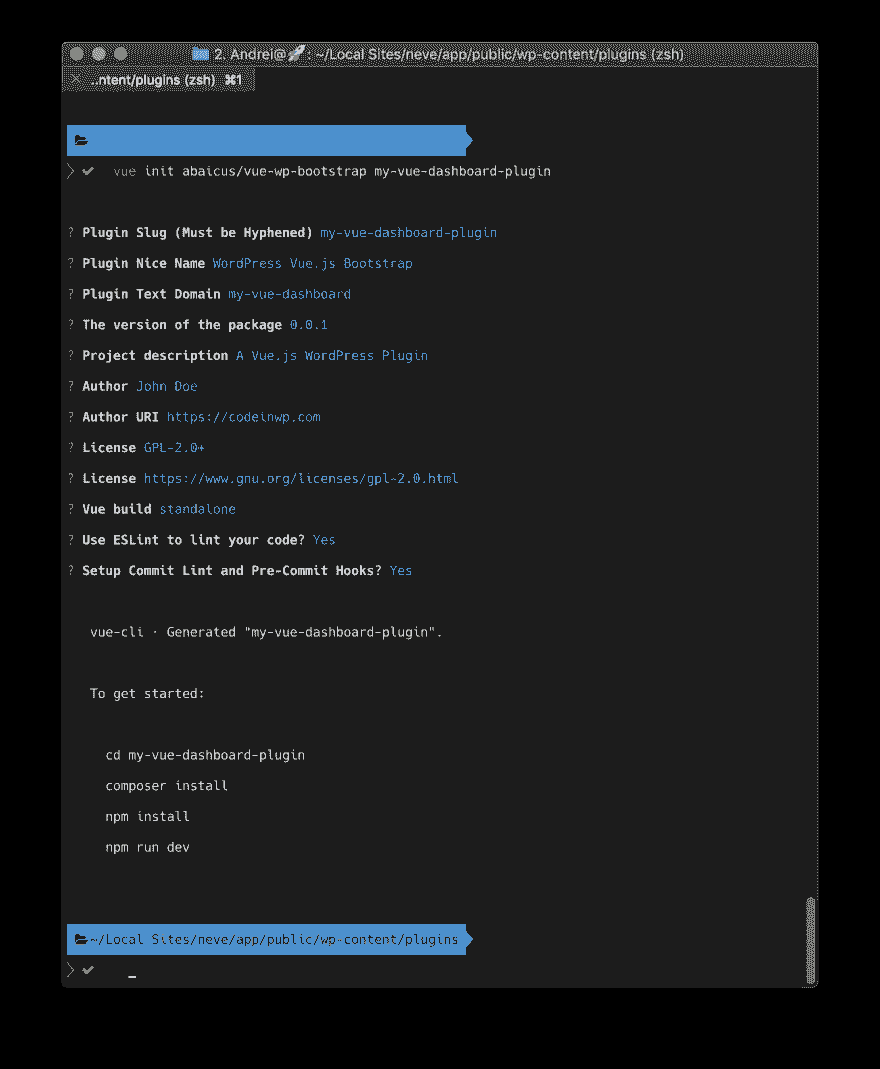 2. Andrei@🚀: ~/Local Sites/neve/app/public/wp-content/plugins (zsh)
..ntent/plugins (zsh) ⌘1
vue init abaicus/vue-wp-bootstrap my-vue-dashboard-plugin
? Plugin Slug (Must be Hyphened) my-vue-dashboard-plugin
? Plugin Nice Name WordPress Vue.js Bootstrap
? Plugin Text Domain my-vue-dashboard
? The version of the package 0.0.1
? Project description A Vue.js WordPress Plugin
? Author John Doe
? Author URI https://codeinwp.com
? License GPL-2.0+
? License https://www.gnu.org/licenses/gpl-2.0.html
? Vue build standalone
? Use ESLint to lint your code? Yes
? Setup Commit Lint and Pre-Commit Hooks? Yes
vue-cli · Generated "my-vue-dashboard-plugin".
To get started:
cd my-vue-dashboard-plugin
composer install
npm install
npm run dev
~/Local Sites/neve/app/public/wp-content/plugins